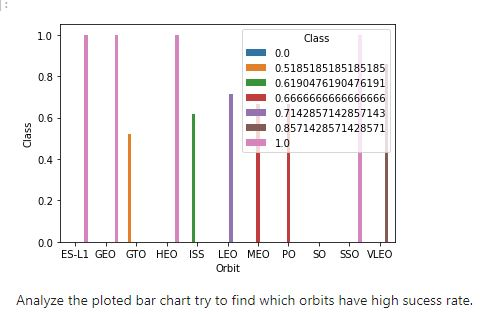 ]:
1.0
0.8
0.6
0.4
0.2
0.0
Class
Class
0.0
0.5185185185185185
0.6190476190476191
0.6666666666666666
0.7142857142857143
0.8571428571428571
1.0
ES-L1 GEO GTO HEO ISS LEO MEO PO SO SSO VLEO
Orbit
Analyze the ploted bar chart try to find which orbits have high sucess rate.